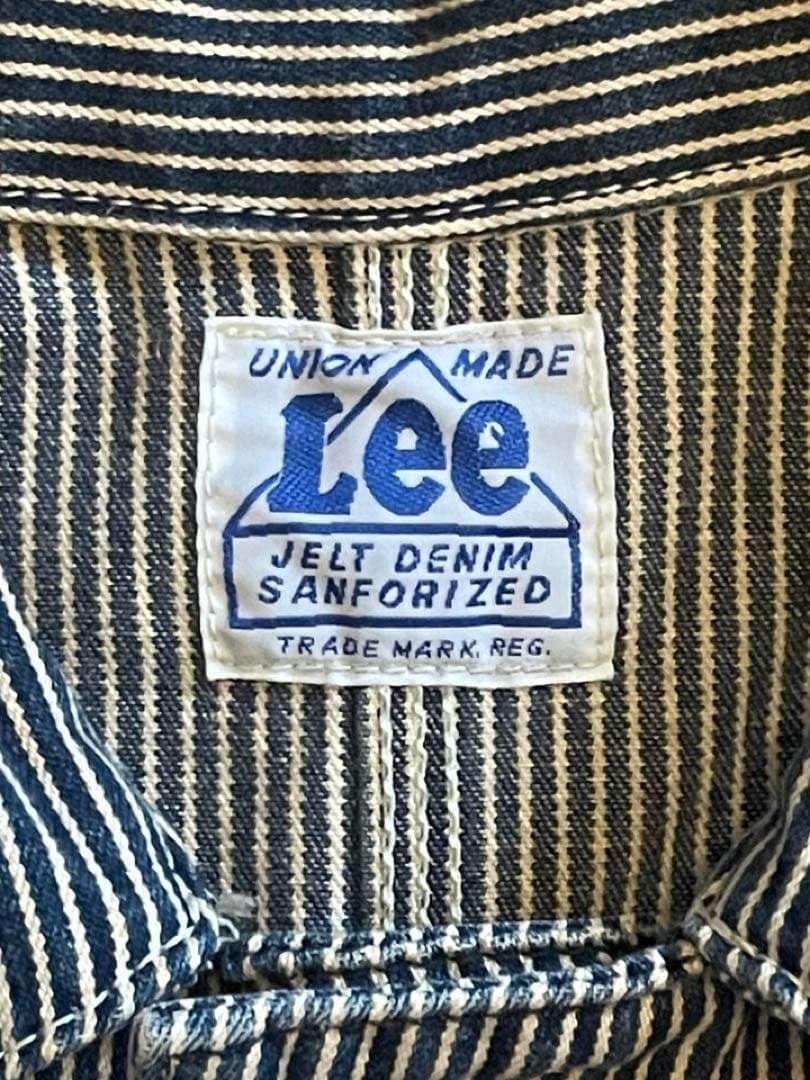 UNION MADE
Lee
JELT DENIM
SANFORIZED
TRADE MARK. REG.